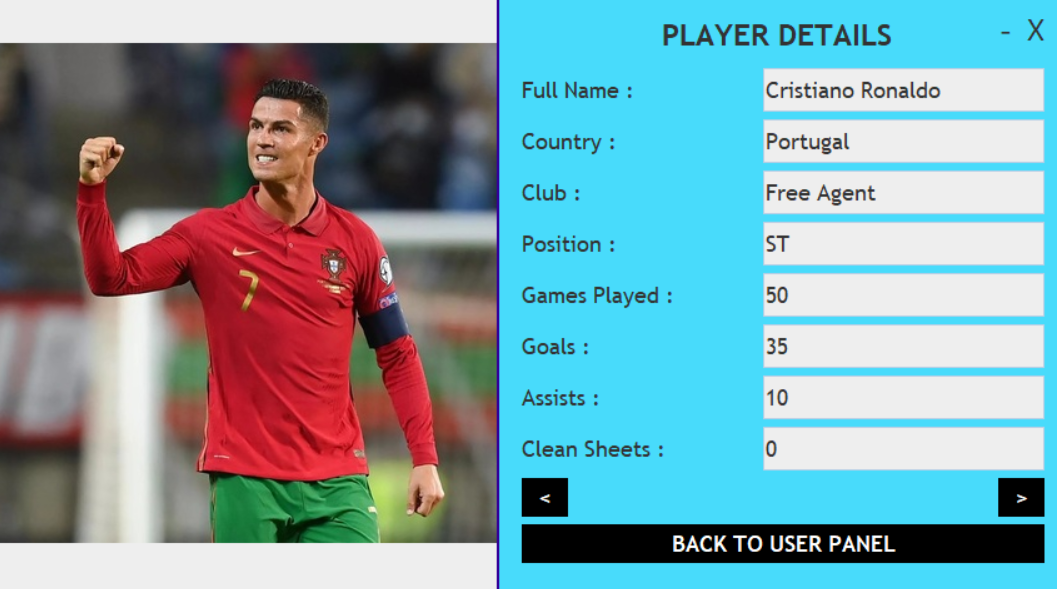 PLAYER DETAILS
- X
Full Name : Cristiano Ronaldo
Country : Portugal
Club : Free Agent
Position : ST
Games Played : 50
Goals : 35
Assists : 10
Clean Sheets : 0
< >
BACK TO USER PANEL
7